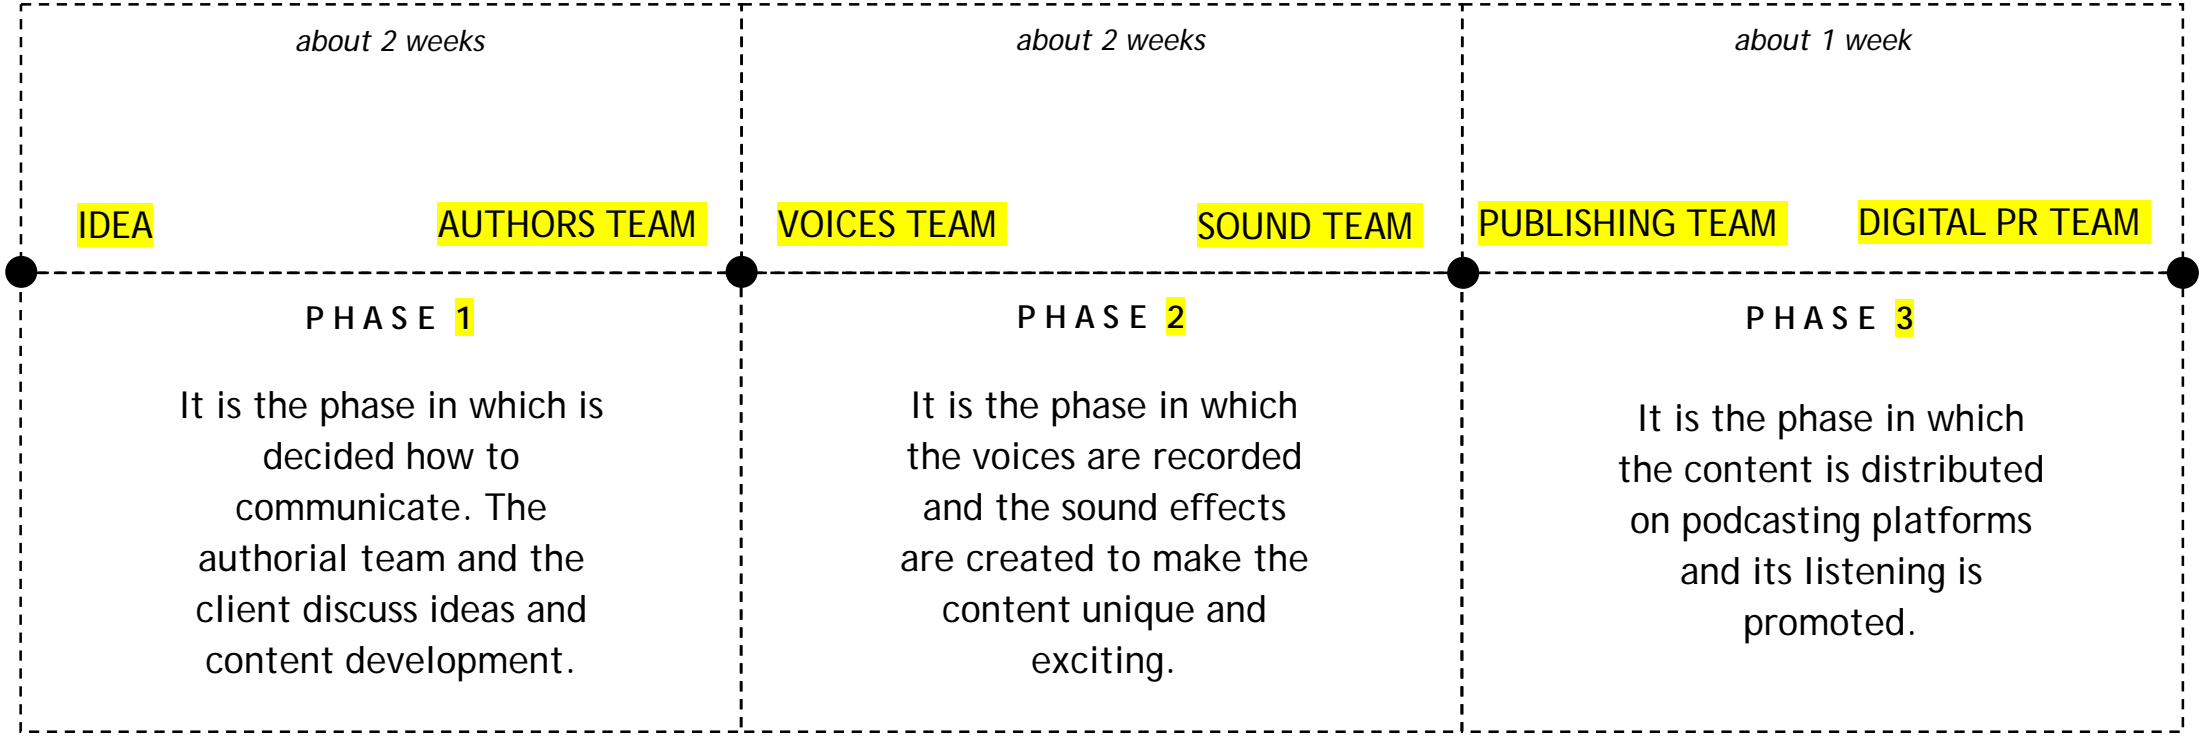 about 2 weeks
about 2 weeks
about 1 week
IDEA
AUTHORS TEAM
VOICES TEAM
SOUND TEAM
PUBLISHING TEAM
DIGITAL PR TEAM
PHASE 1
It is the phase in which is
decided how to
communicate. The
authorial team and the
client discuss ideas and
content development.
PHASE 2
It is the phase in which
the voices are recorded
and the sound effects
are created to make the
content unique and
exciting.
PHASE 3
It is the phase in which
the content is distributed
on podcasting platforms
and its listening is
promoted.